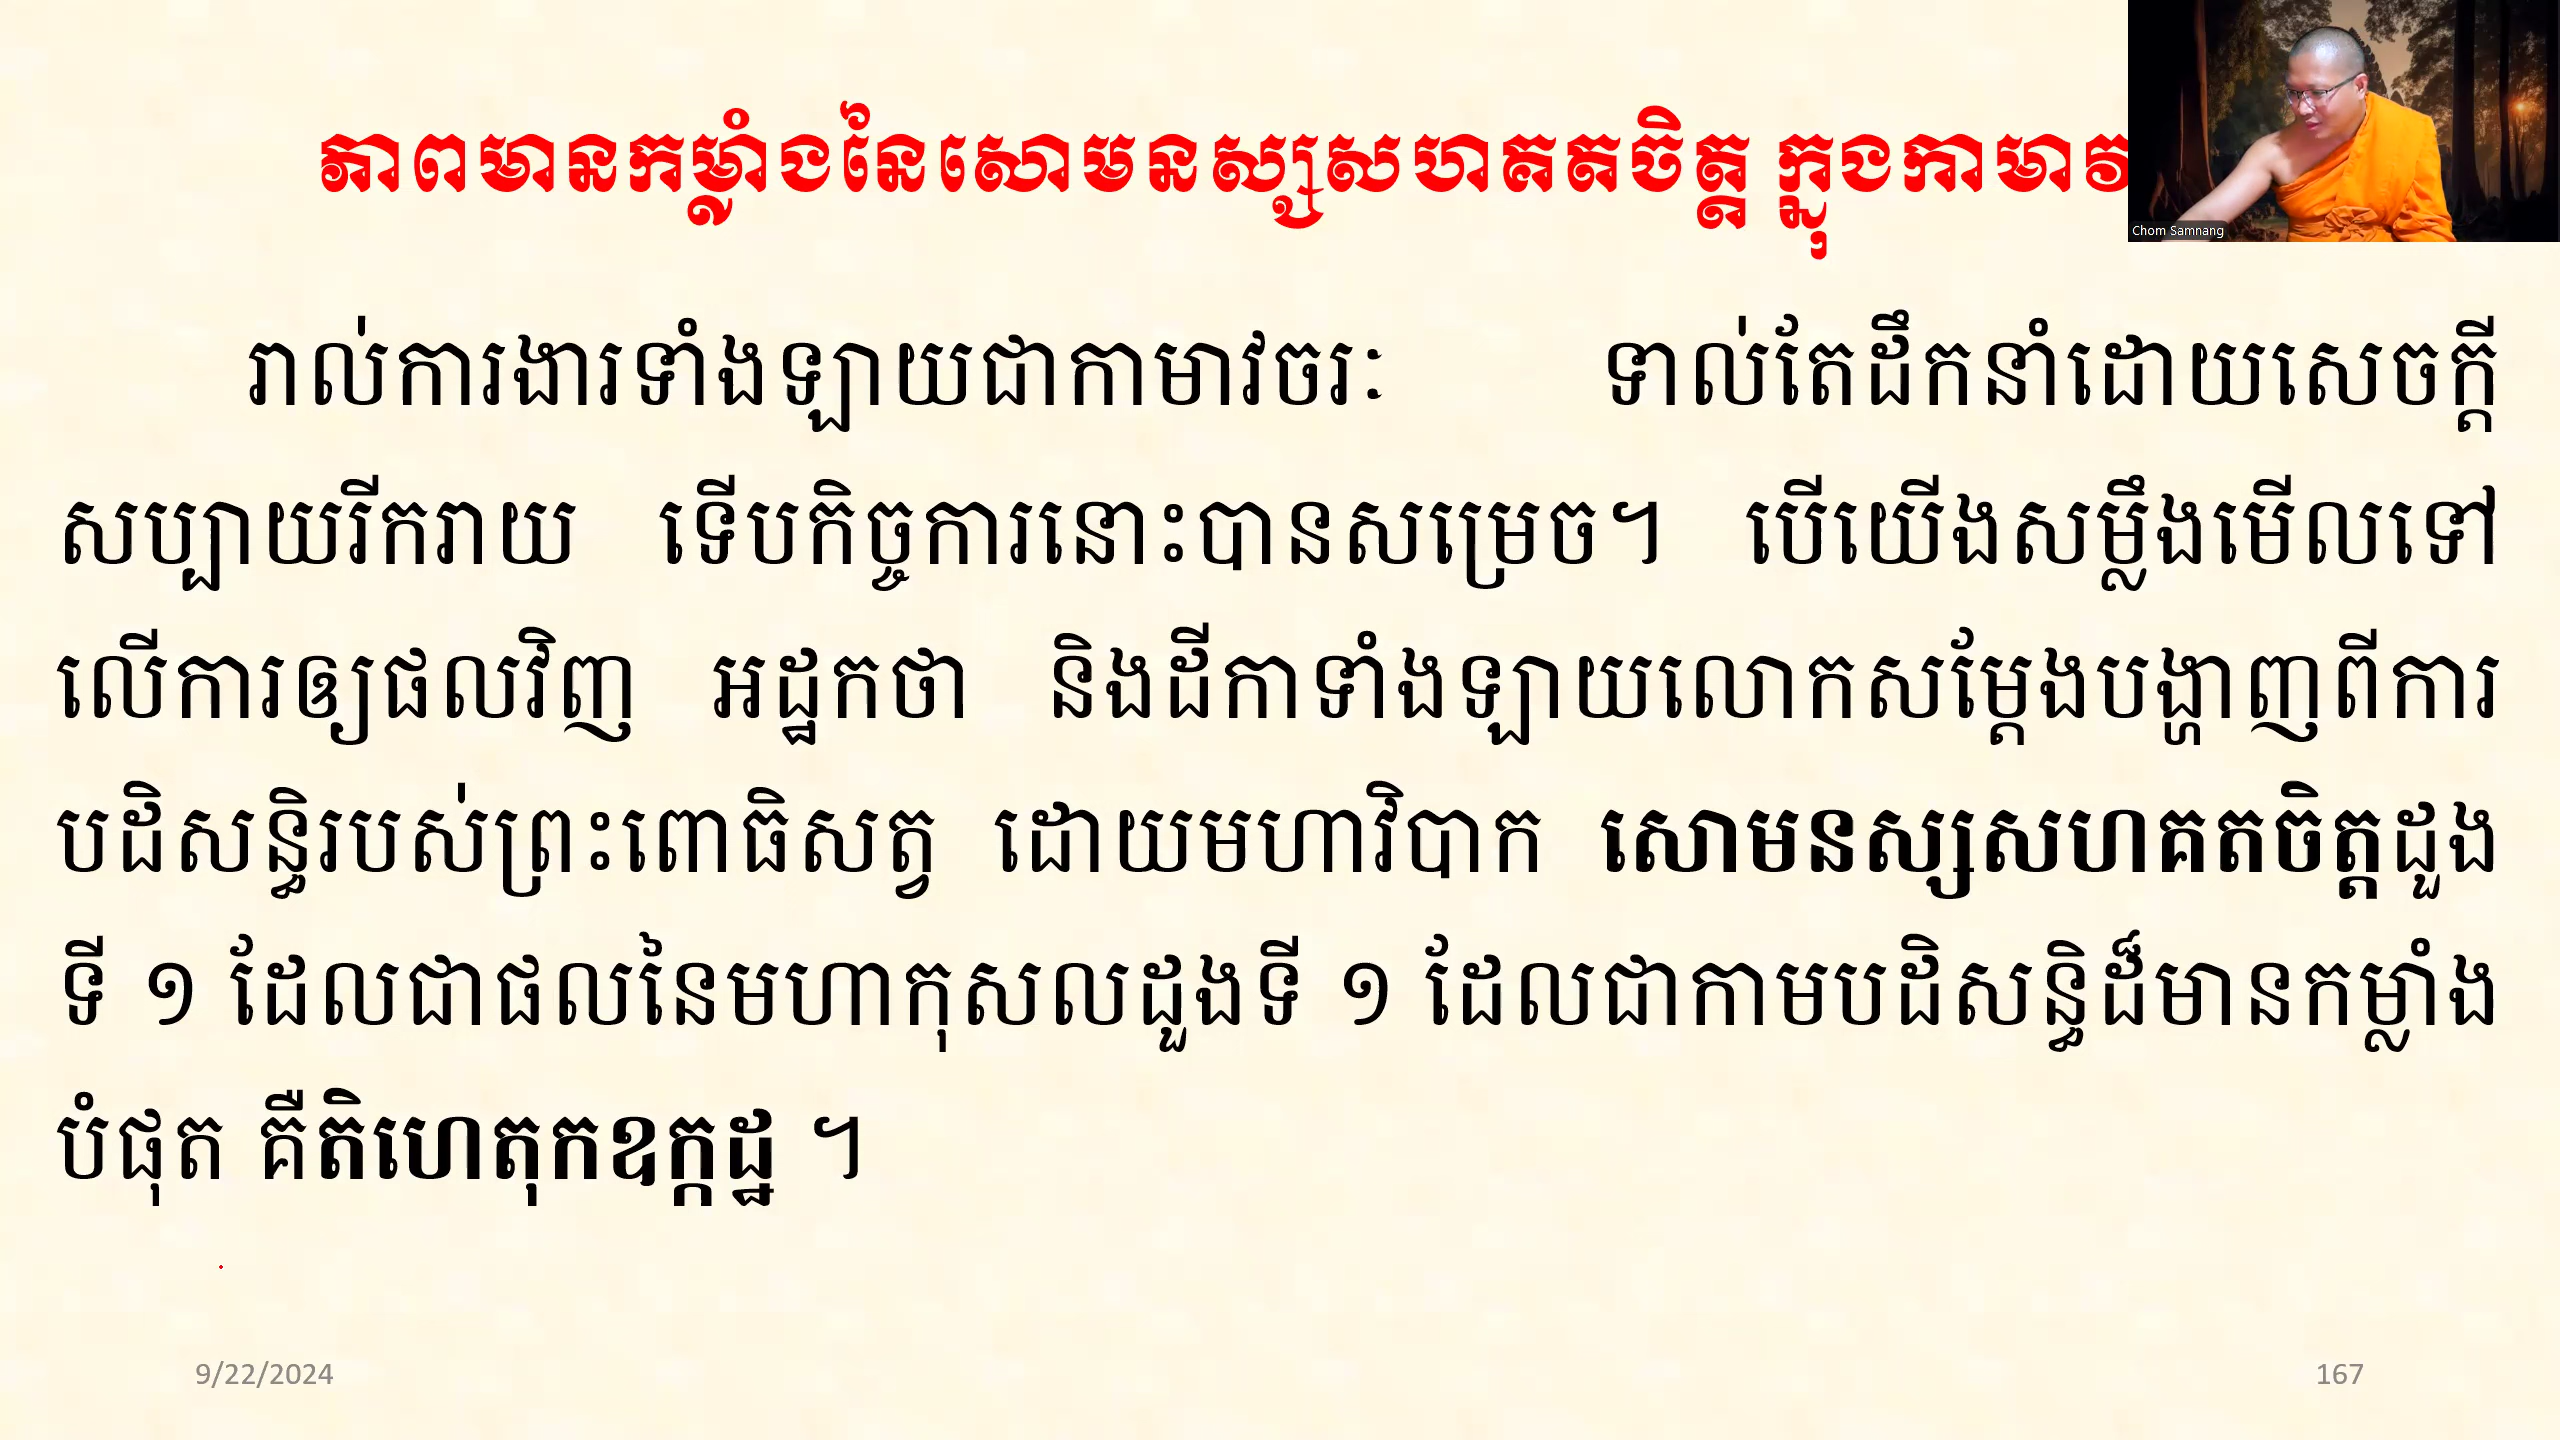 ភាពមានកម្លាំងនៃសោមនស្សសហគតចិត្ត ក្នុងកាមាវ
Chom Samnang
រាល់ការងារទាំងឡាយជាកាមាវចរៈ ទាល់តែដឹកនាំដោយសេចក្តី
សប្បាយរីករាយ ទើបកិច្ចការនោះបានសម្រេច។ បើយើងសម្លឹងមើលទៅ
លើការឲ្យផលវិញ អដ្ឋកថា និងដីកាទាំងឡាយលោកសម្តែងបង្ហាញពីការ
បដិសន្ធិរបស់ព្រះពោធិសត្វ ដោយមហាវិបាក សោមនស្សសហគតចិត្តដួង
ទី ១ ដែលជាផលនៃមហាកុសលដួងទី ១ ដែលជាកាមបដិសន្ធិដ៏មានកម្លាំង
បំផុត គឺតិហេតុកឧក្កដ្ឋ ។
9/22/2024
167